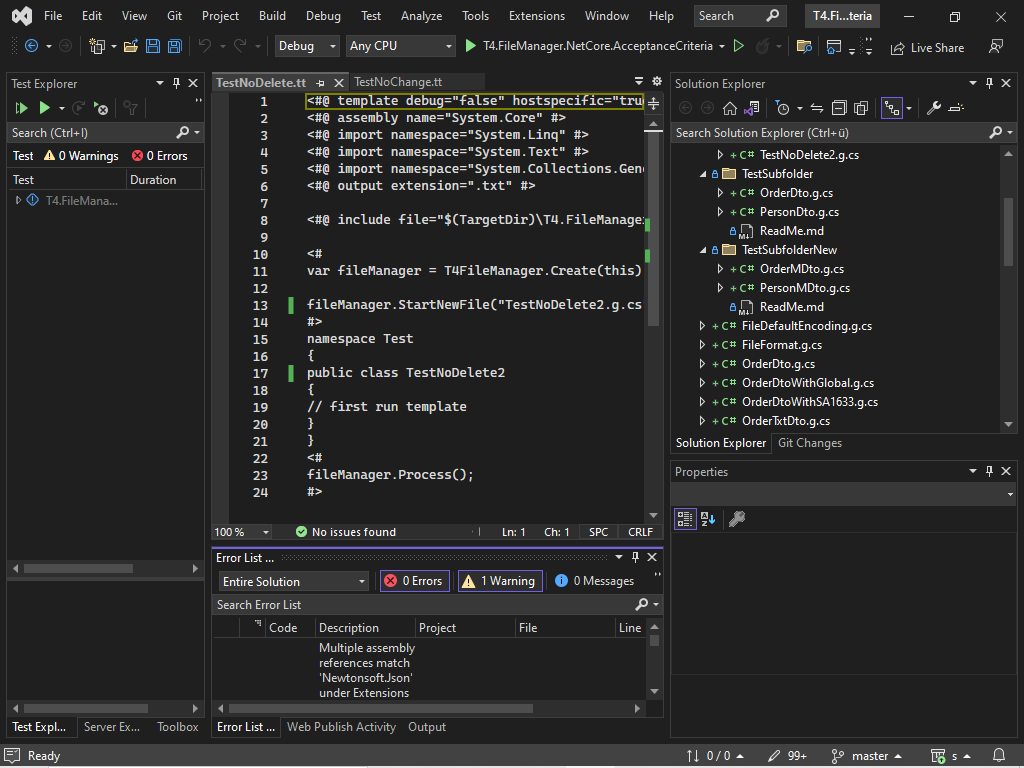 File Edit View Git Project Build Debug Test Analyze Tools Extensions Window Help Search T4.Fi...teria
Debug Any CPU T4.FileManager.NetCore.AcceptanceCriteria Live Share
Test Explorer
Search (Ctrl+I)
Test 0 Warnings 0 Errors
Test Duration
T4.FileMana...
TestNoDelete.tt TestNoChange.tt
1 <#@ template debug="false" hostspecific="tru
2 <#@ assembly name="System.Core" #>
3 <#@ import namespace="System.Linq" #>
4 <#@ import namespace="System.Text" #>
5 <#@ import namespace="System.Collections.Gene
6 <#@ output extension=".txt" #>
7
8 <#@ include file="$(TargetDir)\T4.FileManage
9
10 <#
11 var fileManager = T4FileManager.Create(this)
12
13 fileManager.StartNewFile("TestNoDelete2.g.cs
14 #>
15 namespace Test
16 {
17 public class TestNoDelete2
18 {
19 // first run template
20 }
21 }
22 <#
23 fileManager.Process();
24 #>
100 % No issues found Ln: 1 Ch: 1 SPC CRLF
Error List ...
Entire Solution 0 Errors 1 Warning 0 Messages
Search Error List
Code Description Project File Line
Multiple assembly
references match
'Newtonsoft.Json'
under Extensions
Test Expl... Server Ex... Toolbox
Error List ... Web Publish Activity Output
Solution Explorer
Search Solution Explorer (Ctrl+ü)
C# TestNoDelete2.g.cs
TestSubfolder
C# OrderDto.g.cs
C# PersonDto.g.cs
ReadMe.md
TestSubfolderNew
C# OrderMDto.g.cs
C# PersonMDto.g.cs
ReadMe.md
C# FileDefaultEncoding.g.cs
C# FileFormat.g.cs
C# OrderDto.g.cs
C# OrderDtoWithGlobal.g.cs
C# OrderDtoWithSA1633.g.cs
C# OrderTxtDto.g.cs
Solution Explorer Git Changes
Properties
Ready 0 / 0 99+ master s